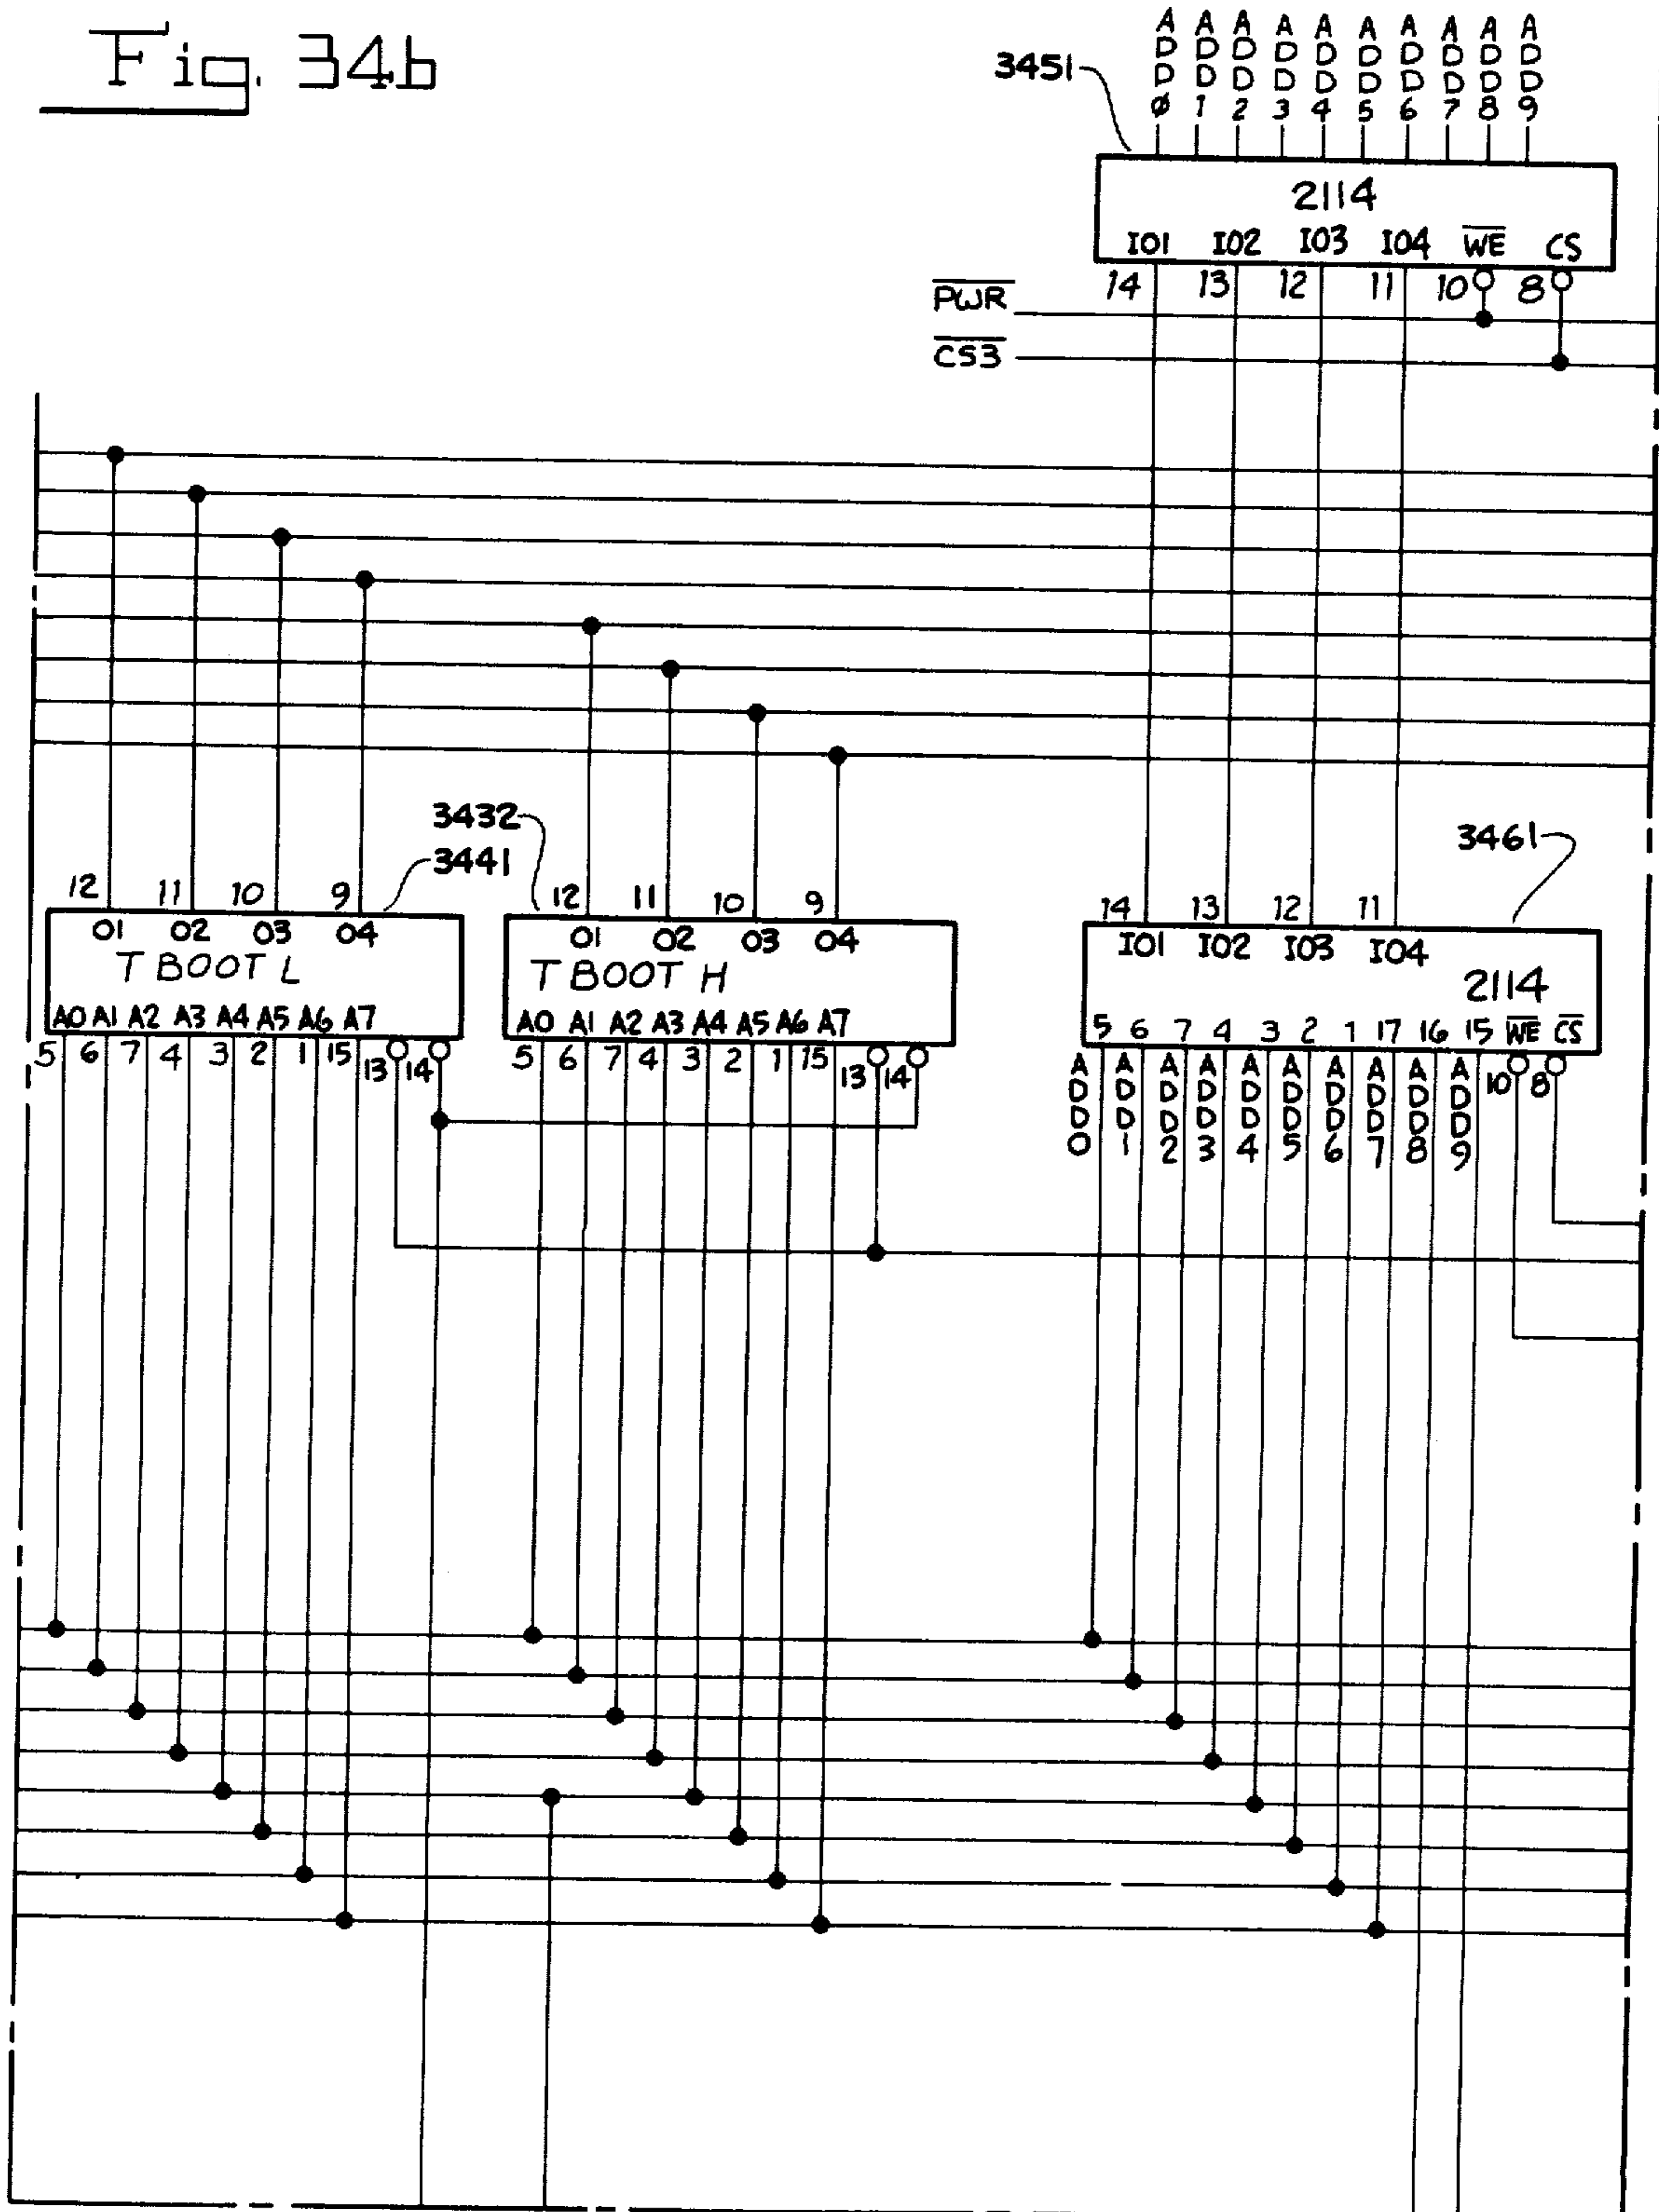 Fig. 34b
3451
ADDØ ADD1 ADD2 ADD3 ADD4 ADD5 ADD6 ADD7 ADD8 ADD9
2114
IO1 IO2 IO3 IO4 W̅E̅ CS
14 13 12 11 10 8
P̅W̅R̅
C̅S̅3̅
3432
3441
3461
12 11 10 9
O1 O2 O3 O4
T BOOT L
A0 A1 A2 A3 A4 A5 A6 A7
5 6 7 4 3 2 1 15 13 14
12 11 10 9
O1 O2 O3 O4
T BOOT H
A0 A1 A2 A3 A4 A5 A6 A7
5 6 7 4 3 2 1 15 13 14
14 13 12 11
IO1 IO2 IO3 IO4
2114
5 6 7 4 3 2 1 17 16 15 W̅E̅ C̅S̅
10 8
ADD0 ADD1 ADD2 ADD3 ADD4 ADD5 ADD6 ADD7 ADD8 ADD9